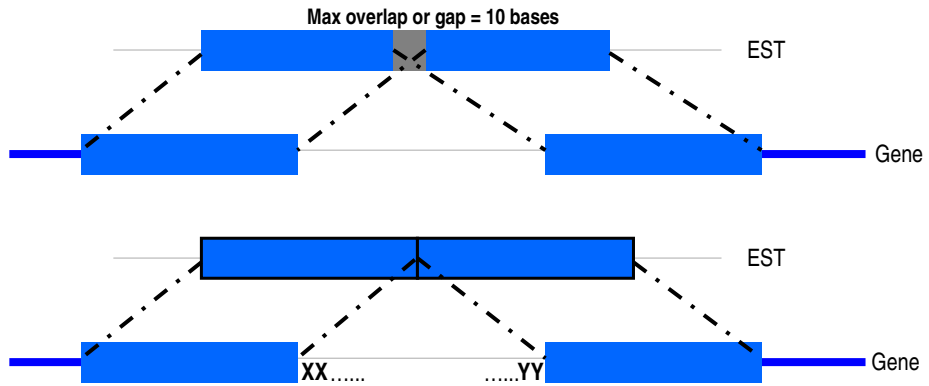 Max overlap or gap = 10 bases
EST
Gene
EST
XX...... ......YY Gene